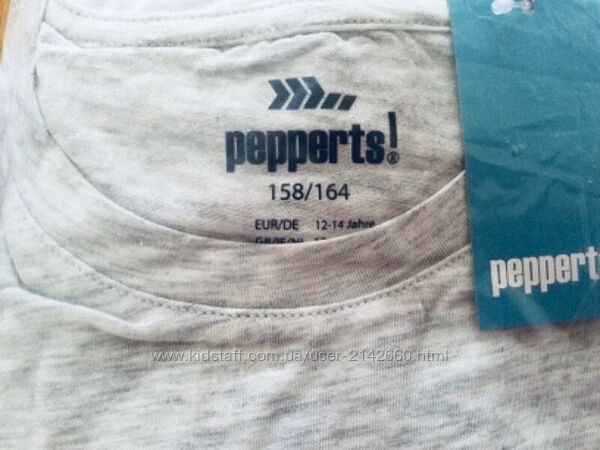 pepperts!®
158/164
EUR/DE 12-14 Jahre
pepperts
www.kidstaff.com.ua/user-2142660.html